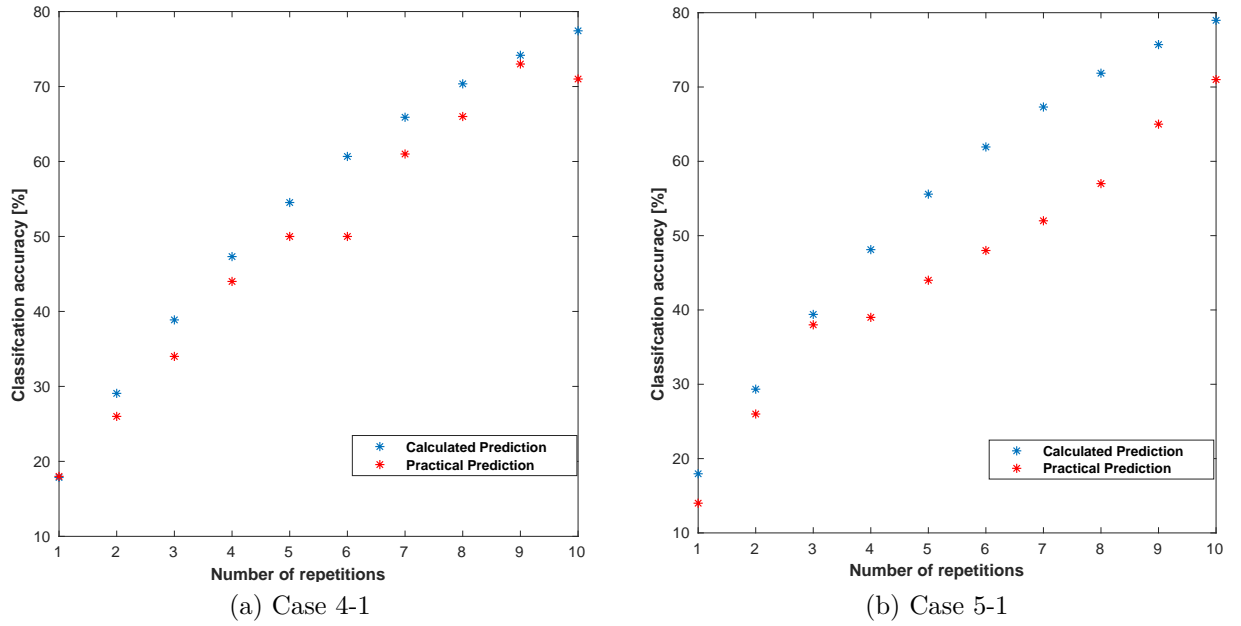 80
70
60
50
40
30
20
10
Classifcation accuracy [%]
Calculated Prediction
Practical Prediction
1 2 3 4 5 6 7 8 9 10
Number of repetitions
(a) Case 4-1
80
70
60
50
40
30
20
10
Classifcation accuracy [%]
Calculated Prediction
Practical Prediction
1 2 3 4 5 6 7 8 9 10
Number of repetitions
(b) Case 5-1